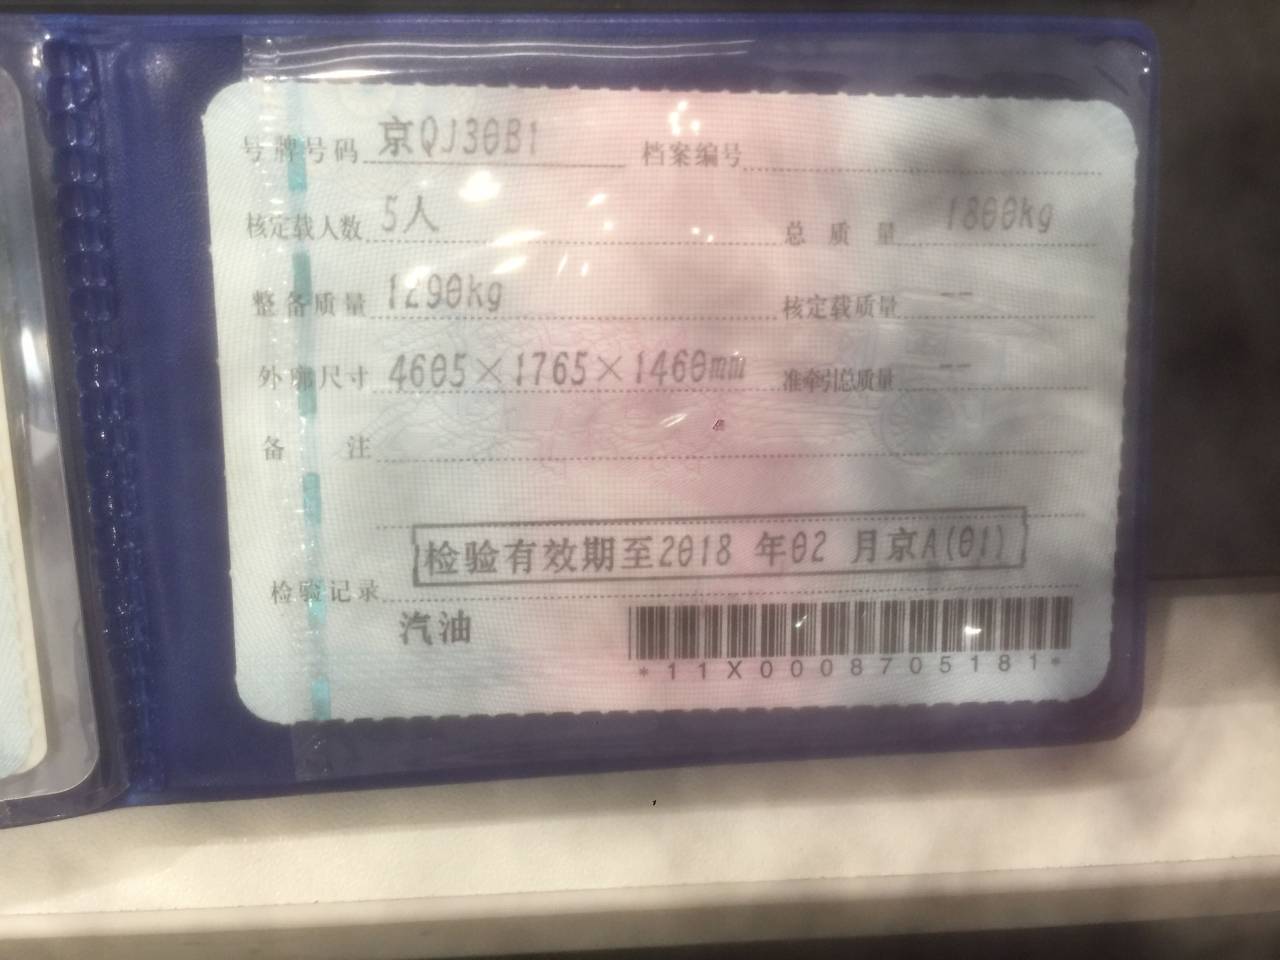 号牌号码 京QJ30B1 档案编号
核定载人数 5人 总质量 1800kg
整备质量 1290kg 核定载质量 --
外廓尺寸 4605×1765×1460mm 准牵引总质量 --
备注
检验记录 检验有效期至2018 年02 月京A(01)
汽油
*11X0008705181*